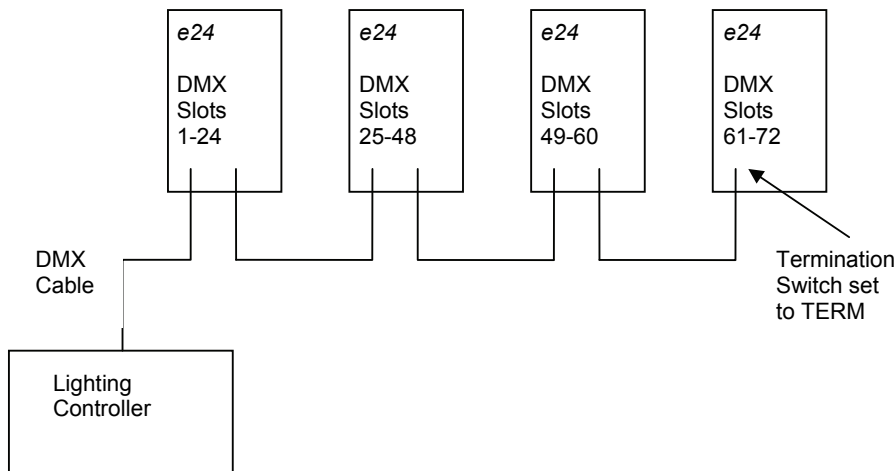 e24
DMX
Slots
1-24
e24
DMX
Slots
25-48
e24
DMX
Slots
49-60
e24
DMX
Slots
61-72
DMX
Cable
Termination
Switch set
to TERM
Lighting
Controller